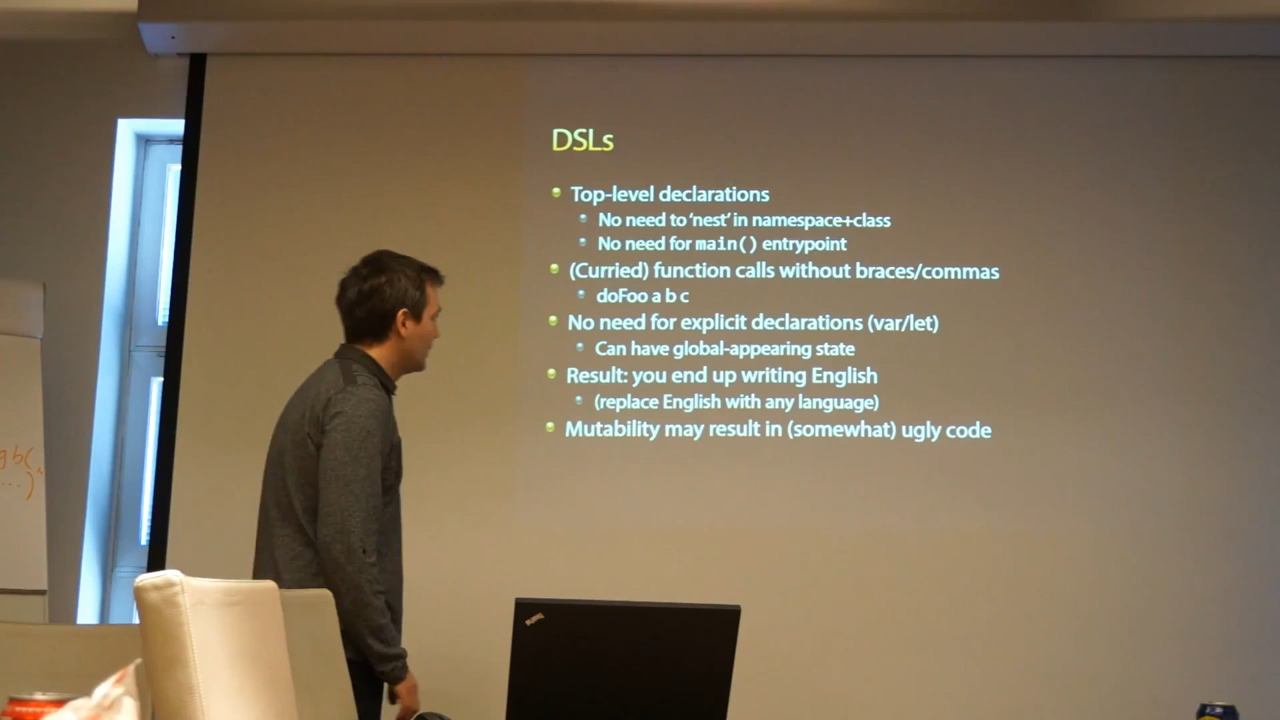 DSLs
Top-level declarations
No need to ‘nest’ in namespace+class
No need for main() entrypoint
(Curried) function calls without braces/commas
doFoo a b c
No need for explicit declarations (var/let)
Can have global-appearing state
Result: you end up writing English
(replace English with any language)
Mutability may result in (somewhat) ugly code